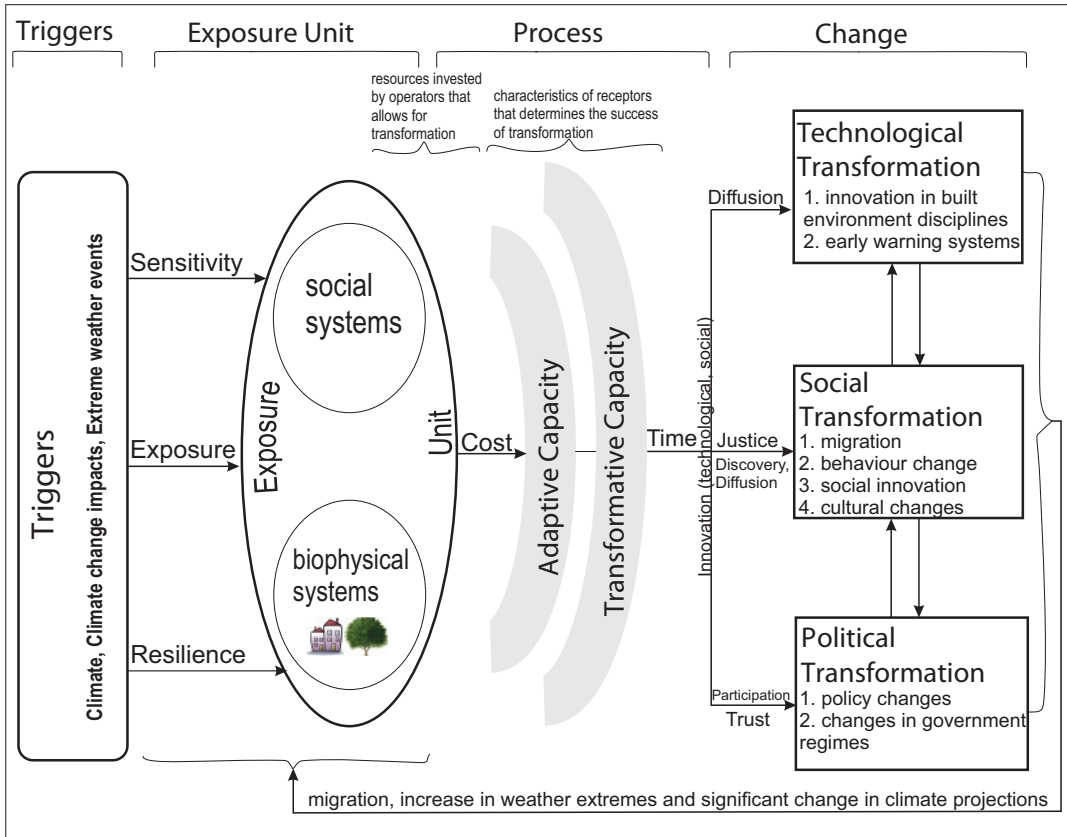 Triggers
Exposure Unit
Process
Change
resources invested
by operators that
allows for
transformation
characteristics of receptors
that determines the success
of transformation
Triggers
Climate, Climate change impacts, Extreme weather events
Sensitivity
Exposure
Resilience
Exposure
Unit
social
systems
biophysical
systems
Cost
Adaptive Capacity
Transformative Capacity
Time
Innovation (technological, social)
Diffusion
Justice
Discovery,
Diffusion
Participation
Trust
Technological
Transformation
1. innovation in built
environment disciplines
2. early warning systems
Social
Transformation
1. migration
2. behaviour change
3. social innovation
4. cultural changes
Political
Transformation
1. policy changes
2. changes in government
regimes
migration, increase in weather extremes and significant change in climate projections